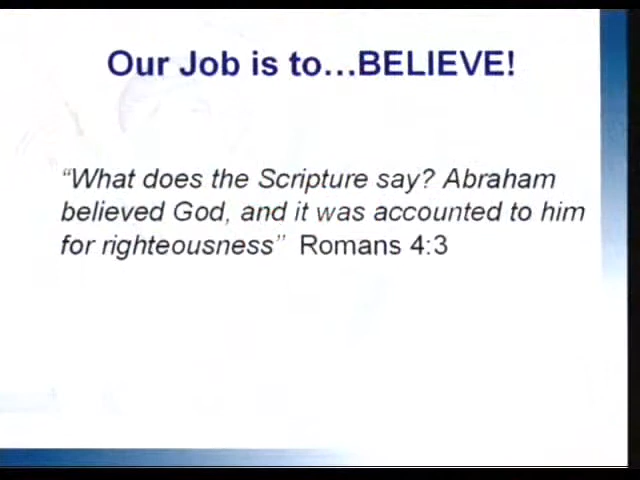 Our Job is to…BELIEVE!
“What does the Scripture say? Abraham
believed God, and it was accounted to him
for righteousness” Romans 4:3